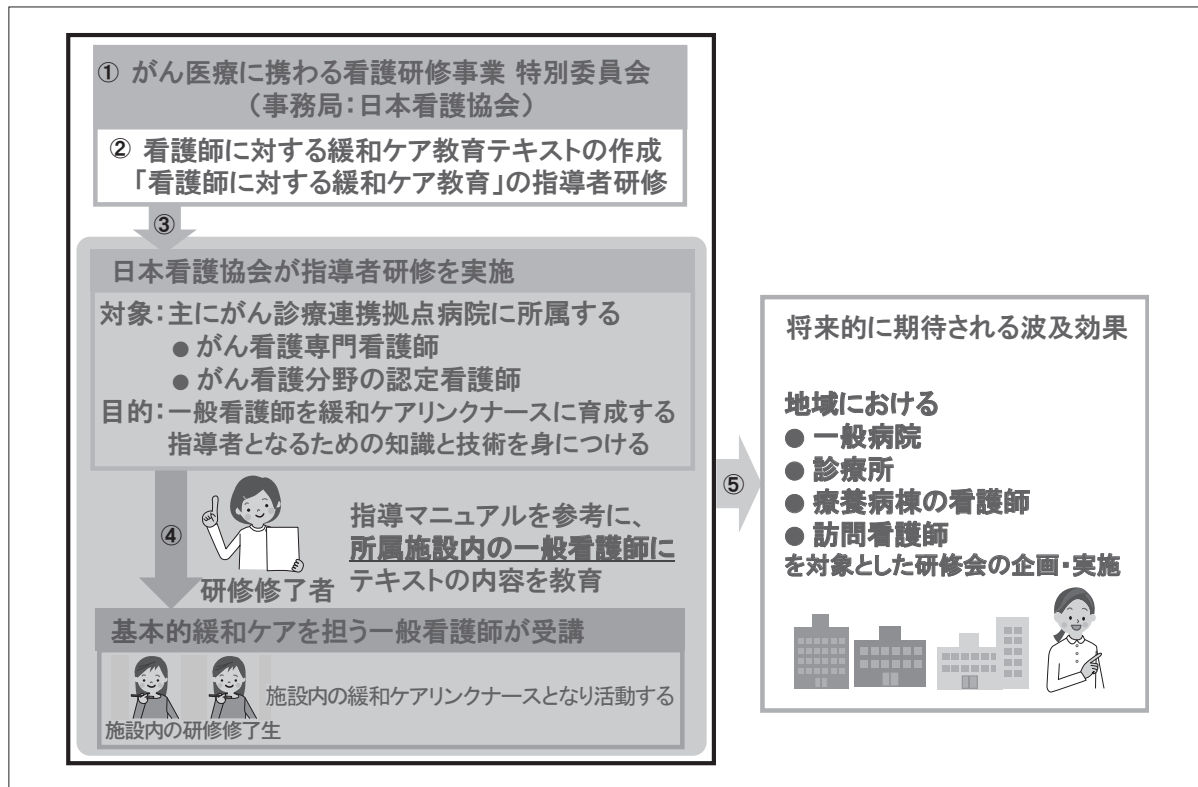 ① がん医療に携わる看護研修事業 特別委員会
（事務局：日本看護協会）
② 看護師に対する緩和ケア教育テキストの作成
「看護師に対する緩和ケア教育」の指導者研修
③
日本看護協会が指導者研修を実施
対象：主にがん診療連携拠点病院に所属する
● がん看護専門看護師
● がん看護分野の認定看護師
目的：一般看護師を緩和ケアリンクナースに育成する
指導者となるための知識と技術を身につける
④
指導マニュアルを参考に、
所属施設内の一般看護師に
テキストの内容を教育
研修修了者
基本的緩和ケアを担う一般看護師が受講
施設内の緩和ケアリンクナースとなり活動する
施設内の研修修了生
⑤
将来的に期待される波及効果
地域における
● 一般病院
● 診療所
● 療養病棟の看護師
● 訪問看護師
を対象とした研修会の企画・実施